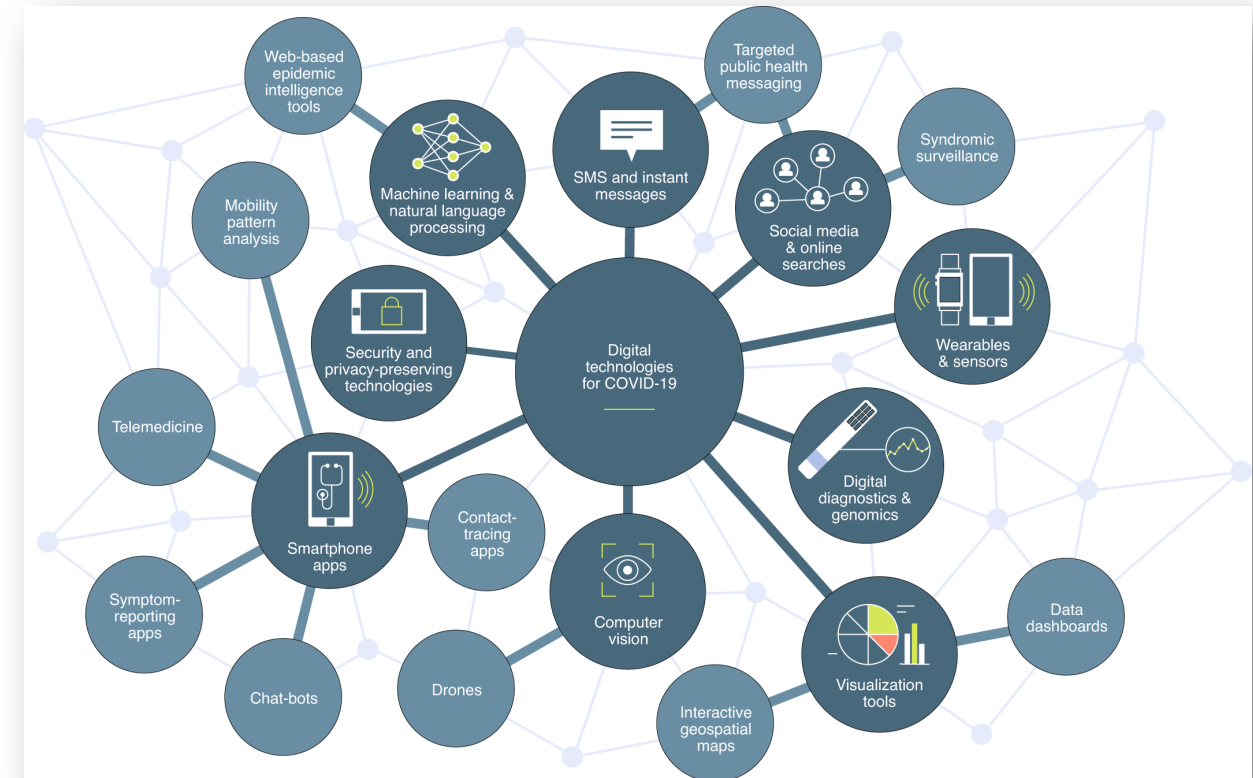 Web-based
epidemic
intelligence
tools
Targeted
public health
messaging
Machine learning &
natural language
processing
SMS and instant
messages
Syndromic
surveillance
Social media
& online
searches
Mobility
pattern
analysis
Security and
privacy-preserving
technologies
Digital
technologies
for COVID-19
Wearables
& sensors
Telemedicine
Digital
diagnostics &
genomics
Smartphone
apps
Contact-
tracing
apps
Symptom-
reporting
apps
Computer
vision
Data
dashboards
Chat-bots
Drones
Interactive
geospatial
maps
Visualization
tools